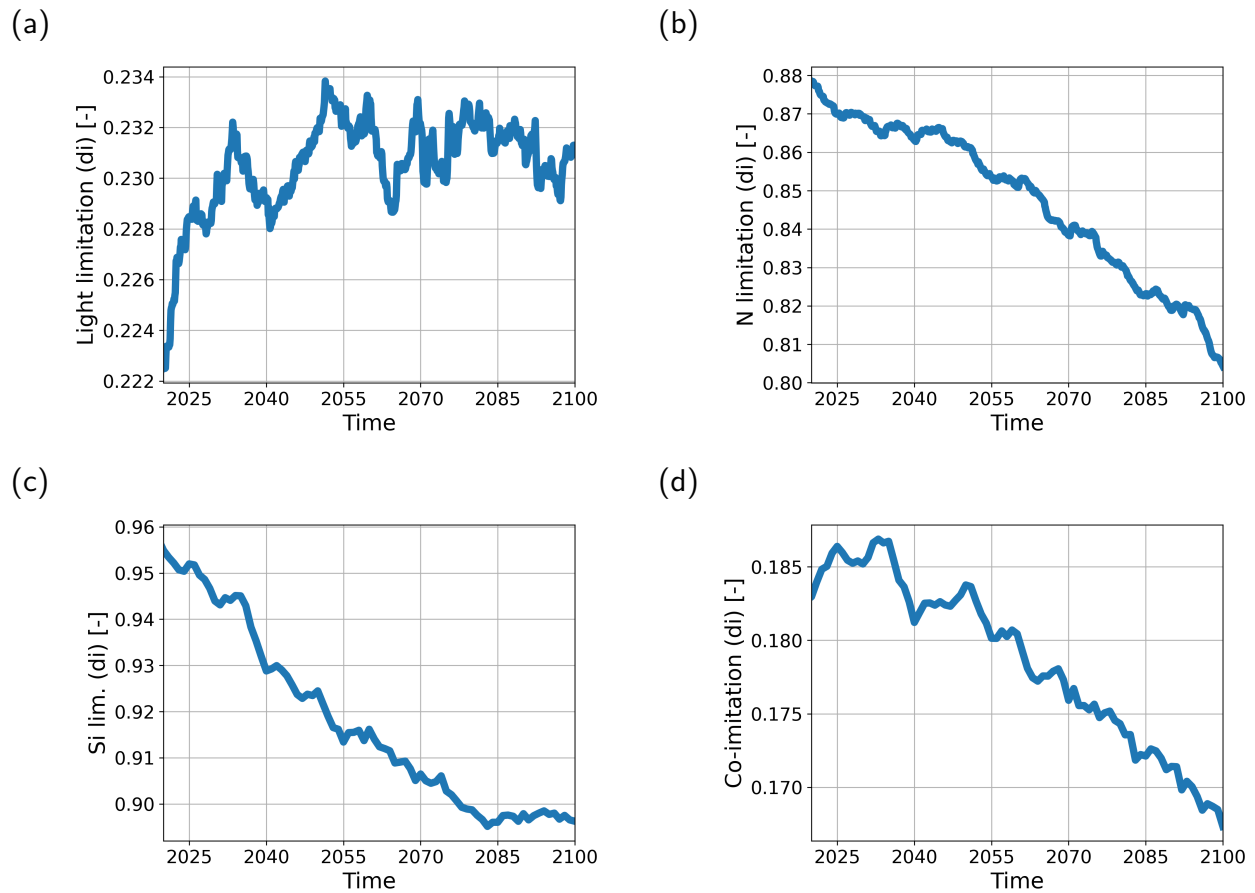 (a)
Light limitation (di) [-]
0.234
0.232
0.230
0.228
0.226
0.224
0.222
2025 2040 2055 2070 2085 2100
Time
(b)
N limitation (di) [-]
0.88
0.87
0.86
0.85
0.84
0.83
0.82
0.81
0.80
2025 2040 2055 2070 2085 2100
Time
(c)
Si lim. (di) [-]
0.96
0.95
0.94
0.93
0.92
0.91
0.90
2025 2040 2055 2070 2085 2100
Time
(d)
Co-imitation (di) [-]
0.185
0.180
0.175
0.170
2025 2040 2055 2070 2085 2100
Time